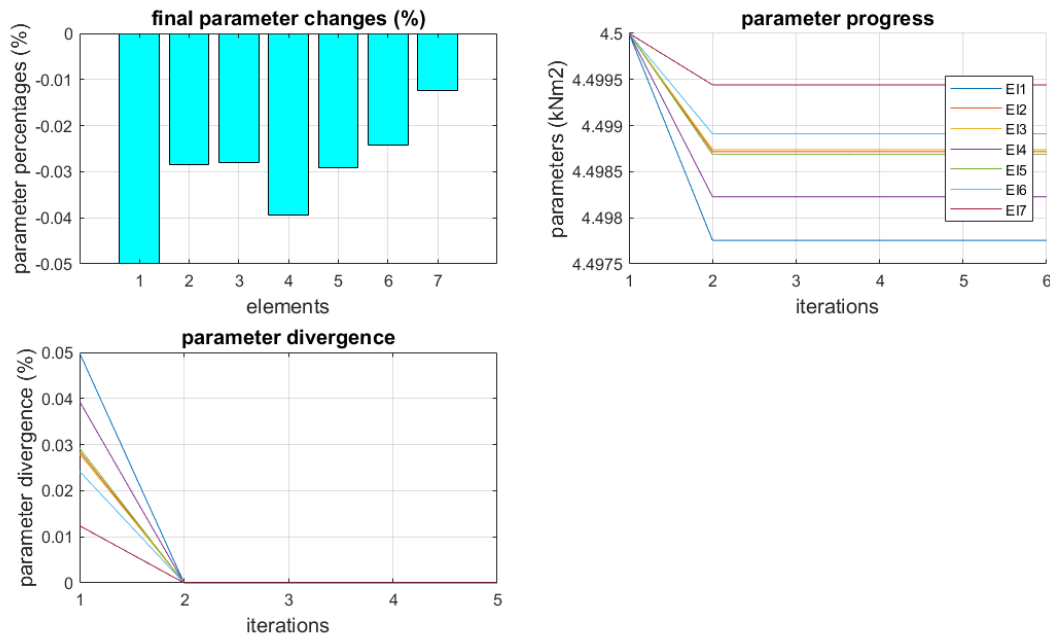 final parameter changes (%)
parameter percentages (%)
0
-0.01
-0.02
-0.03
-0.04
-0.05
1 2 3 4 5 6 7
elements
parameter progress
parameters (kNm2)
4.5
4.4995
4.499
4.4985
4.498
4.4975
EI1
EI2
EI3
EI4
EI5
EI6
EI7
1 2 3 4 5 6
iterations
parameter divergence
parameter divergence (%)
0.05
0.04
0.03
0.02
0.01
0
1 2 3 4 5
iterations